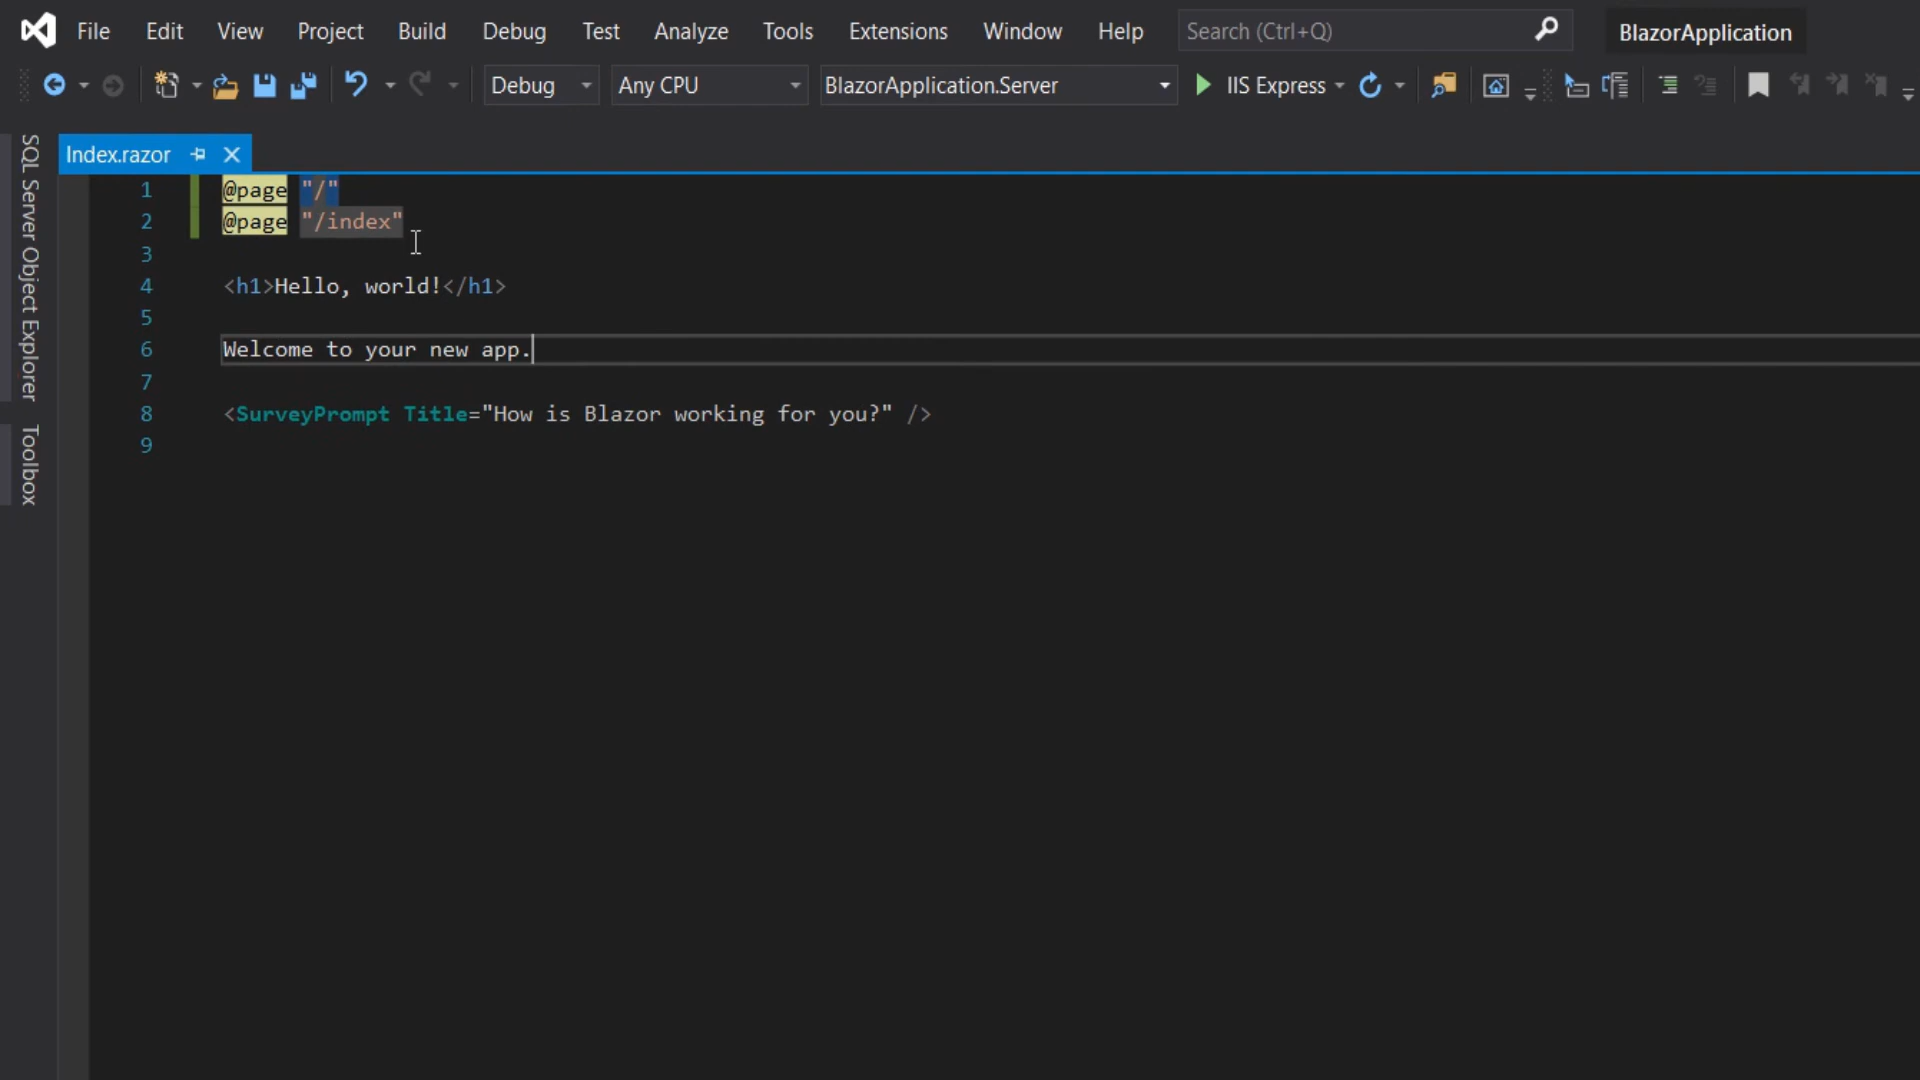 File Edit View Project Build Debug Test Analyze Tools Extensions Window Help Search (Ctrl+Q) BlazorApplication
Debug Any CPU BlazorApplication.Server IIS Express
SQL Server Object Explorer
Toolbox
Index.razor
1 @page "/"
2 @page "/index"
3
4 <h1>Hello, world!</h1>
5
6 Welcome to your new app.
7
8 <SurveyPrompt Title="How is Blazor working for you?" />
9